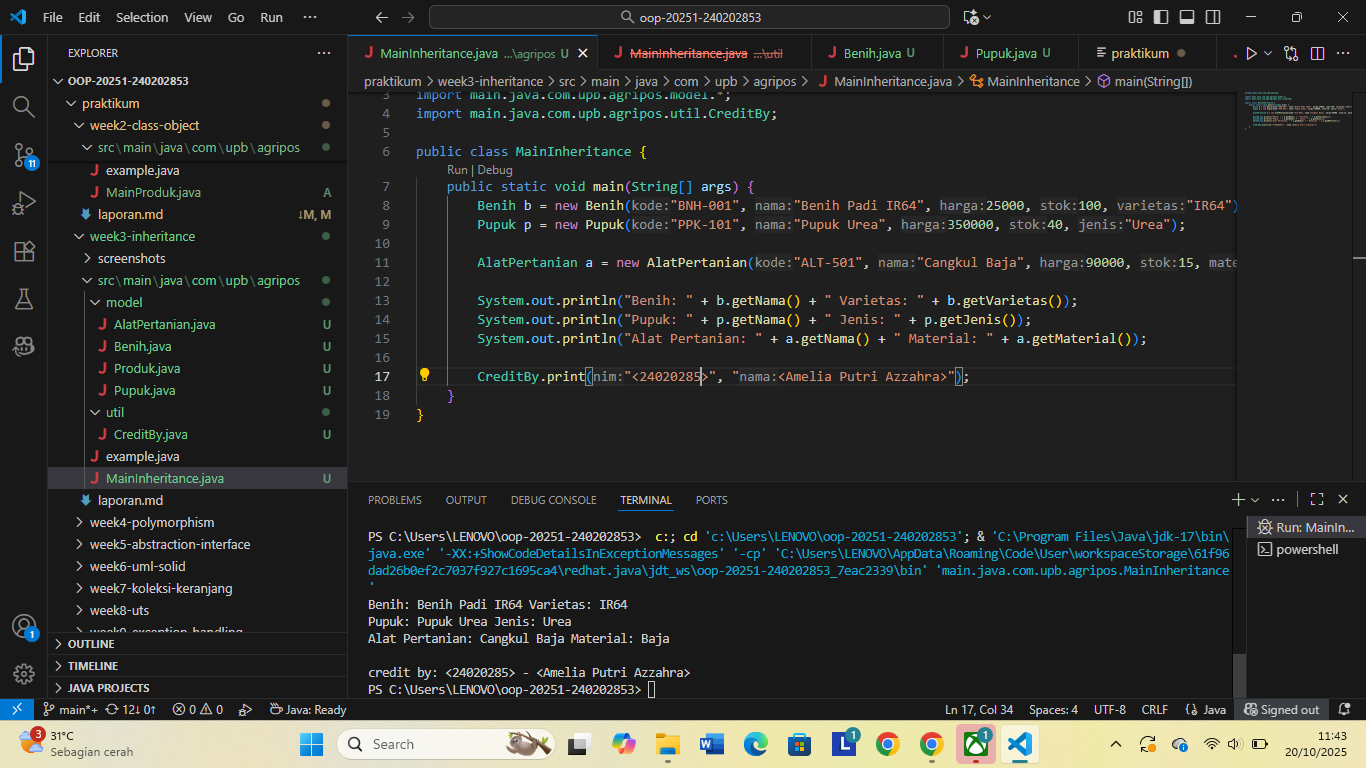 File Edit Selection View Go Run ··· oop-20251-240202853
EXPLORER ···
OOP-20251-240202853
praktikum
week2-class-object
src\main\java\com\upb\agripos
example.java
MainProduk.java A
laporan.md ↓M, M
week3-inheritance
screenshots
src\main\java\com\upb\agripos
model
AlatPertanian.java U
Benih.java U
Produk.java U
Pupuk.java U
util
CreditBy.java U
example.java
MainInheritance.java U
laporan.md
week4-polymorphism
week5-abstraction-interface
week6-uml-solid
week7-koleksi-keranjang
week8-uts
week9-exception-handling
OUTLINE
TIMELINE
JAVA PROJECTS
11
1
MainInheritance.java ...\agripos U
MainInheritance.java ...\util
Benih.java U
Pupuk.java U
praktikum
praktikum > week3-inheritance > src > main > java > com > upb > agripos > MainInheritance.java > MainInheritance > main(String[])
3 import main.java.com.upb.agripos.model.*;
4 import main.java.com.upb.agripos.util.CreditBy;
5
6 public class MainInheritance {
Run | Debug
7 public static void main(String[] args) {
8 Benih b = new Benih(kode:"BNH-001", nama:"Benih Padi IR64", harga:25000, stok:100, varietas:"IR64")
9 Pupuk p = new Pupuk(kode:"PPK-101", nama:"Pupuk Urea", harga:350000, stok:40, jenis:"Urea");
10
11 AlatPertanian a = new AlatPertanian(kode:"ALT-501", nama:"Cangkul Baja", harga:90000, stok:15, mate
12
13 System.out.println("Benih: " + b.getNama() + " Varietas: " + b.getVarietas());
14 System.out.println("Pupuk: " + p.getNama() + " Jenis: " + p.getJenis());
15 System.out.println("Alat Pertanian: " + a.getNama() + " Material: " + a.getMaterial());
16
17 CreditBy.print(nim:"<24020285>", "nama:<Amelia Putri Azzahra>");
18 }
19 }
PROBLEMS OUTPUT DEBUG CONSOLE TERMINAL PORTS
PS C:\Users\LENOVO\oop-20251-240202853> c:; cd 'c:\Users\LENOVO\oop-20251-240202853'; & 'C:\Program Files\Java\jdk-17\bin\
java.exe' '-XX:+ShowCodeDetailsInExceptionMessages' '-cp' 'C:\Users\LENOVO\AppData\Roaming\Code\User\workspaceStorage\61f96
dad26b0ef2c7037f927c1695ca4\redhat.java\jdt_ws\oop-20251-240202853_7eac2339\bin' 'main.java.com.upb.agripos.MainInheritance
'
Benih: Benih Padi IR64 Varietas: IR64
Pupuk: Pupuk Urea Jenis: Urea
Alat Pertanian: Cangkul Baja Material: Baja
credit by: <24020285> - <Amelia Putri Azzahra>
PS C:\Users\LENOVO\oop-20251-240202853>
Run: MainIn...
powershell
main*+ 12↓ 0↑ 0 0 Java: Ready Ln 17, Col 34 Spaces: 4 UTF-8 CRLF {} Java Signed out
3
31°C
Sebagian cerah
Search
1
1
11:43
20/10/2025